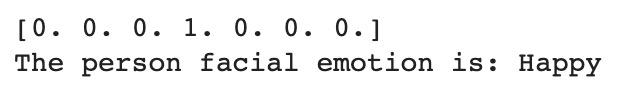 [0. 0. 0. 1. 0. 0. 0.]
The person facial emotion is: Happy